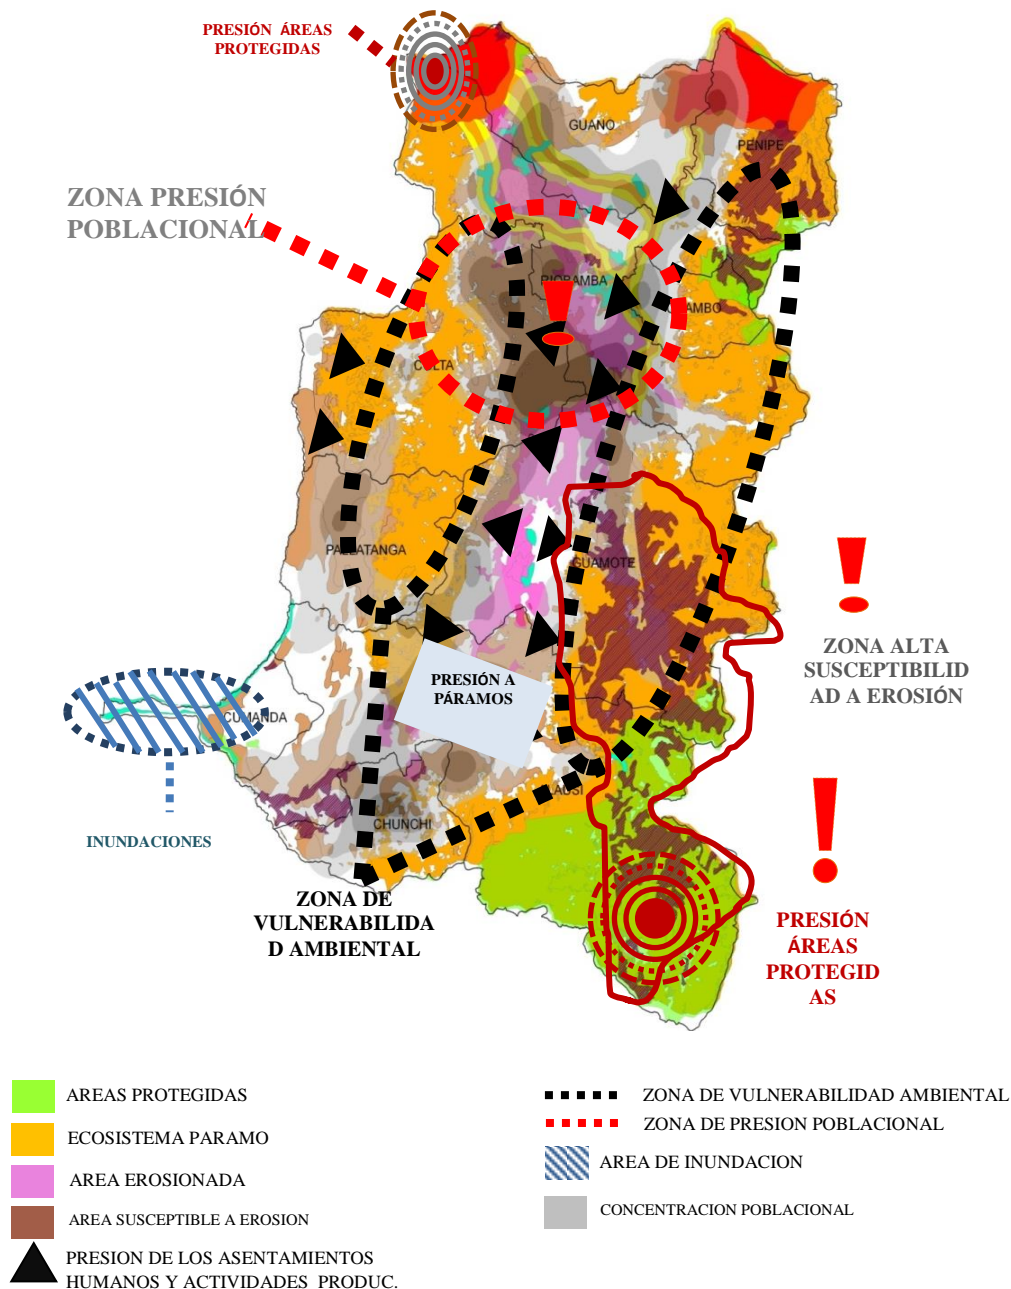 PRESIÓN ÁREAS
PROTEGIDAS
GUANO
PENIPE
ZONA PRESIÓN
POBLACIONAL
RIOBAMBA
CHAMBO
COLTA
PALLATANGA
GUAMOTE
ZONA ALTA
SUSCEPTIBILID
AD A EROSIÓN
PRESIÓN A
PÁRAMOS
CUMANDA
ALAUSI
CHUNCHI
INUNDACIONES
ZONA DE
VULNERABILIDA
D AMBIENTAL
PRESIÓN
ÁREAS
PROTEGID
AS
AREAS PROTEGIDAS
ECOSISTEMA PARAMO
AREA EROSIONADA
AREA SUSCEPTIBLE A EROSION
PRESION DE LOS ASENTAMIENTOS
HUMANOS Y ACTIVIDADES PRODUC.
ZONA DE VULNERABILIDAD AMBIENTAL
ZONA DE PRESION POBLACIONAL
AREA DE INUNDACION
CONCENTRACION POBLACIONAL